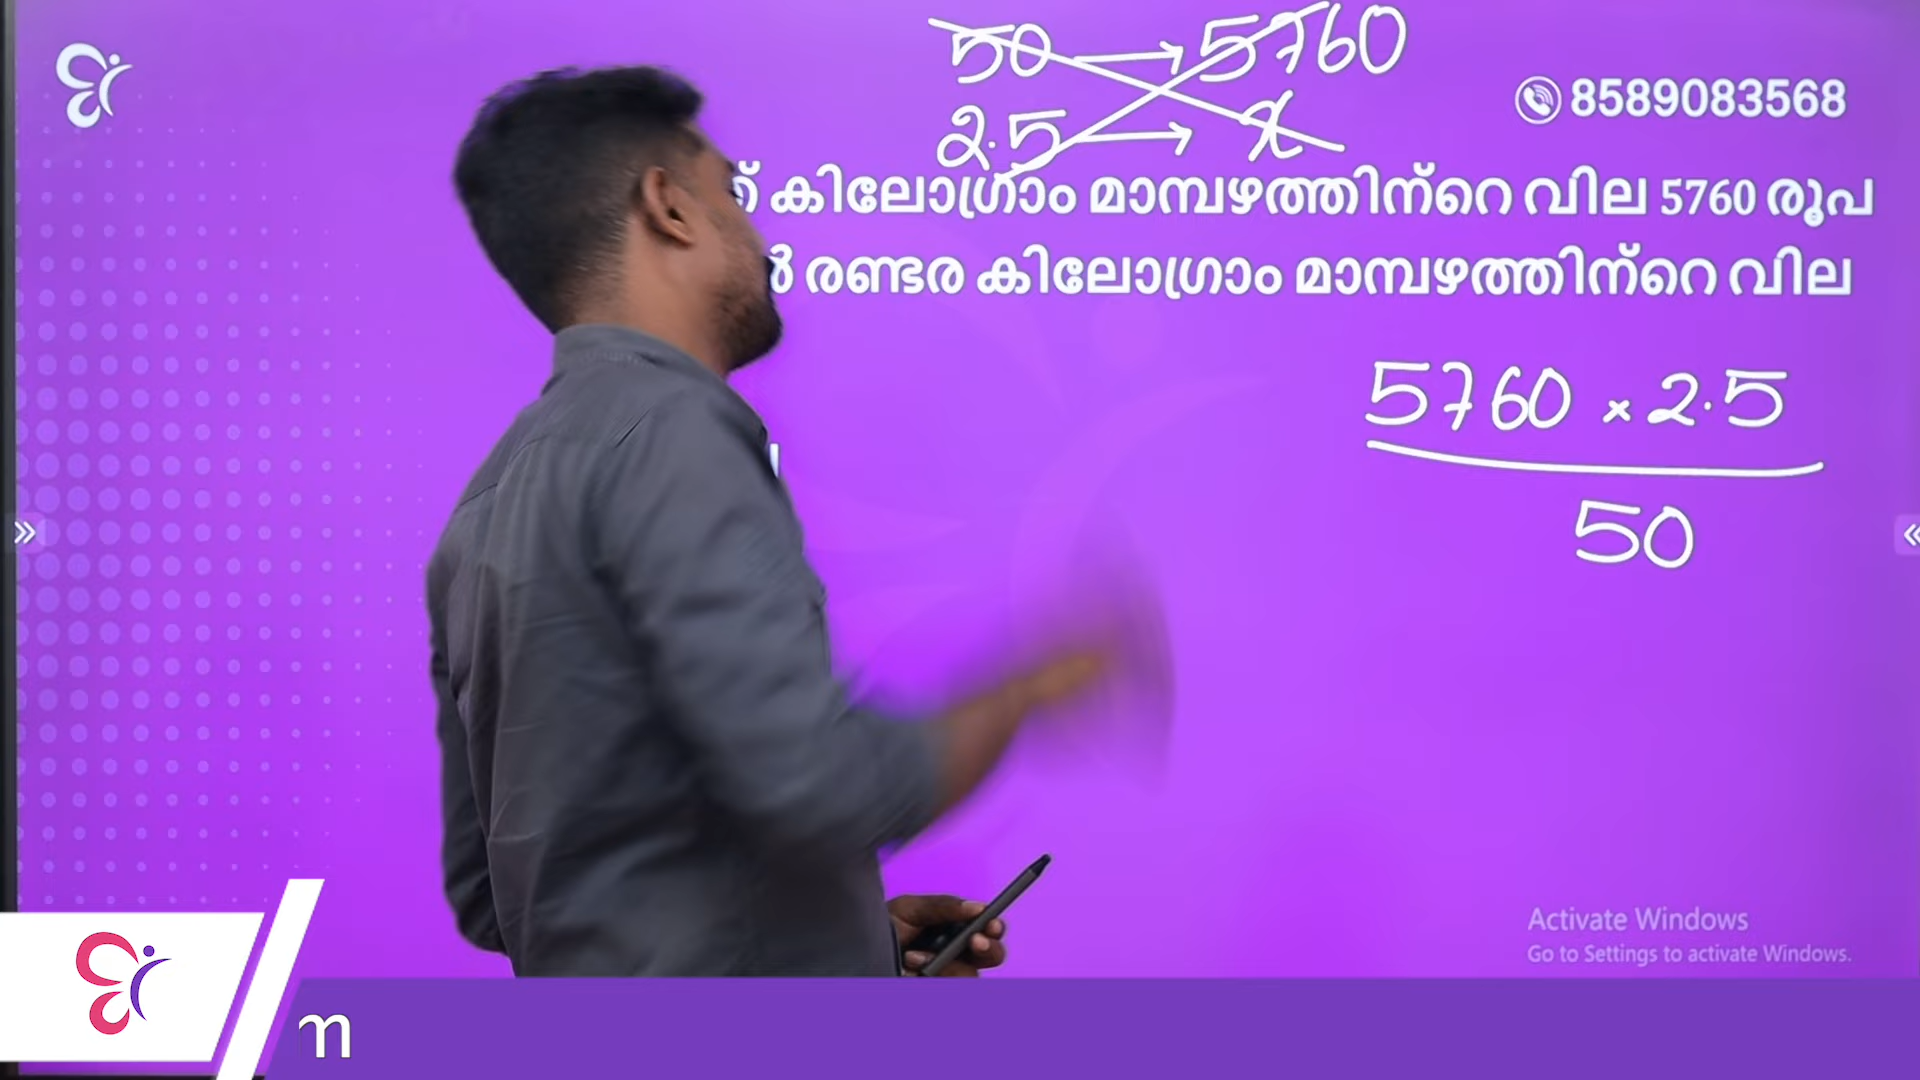 50 → 5760
2.5 → x
8589083568
കിലോഗ്രാം മാമ്പഴത്തിന്റെ വില 5760 രൂപ
രണ്ടര കിലോഗ്രാം മാമ്പഴത്തിന്റെ വില
5760 × 2.5
50
Activate Windows
Go to Settings to activate Windows.